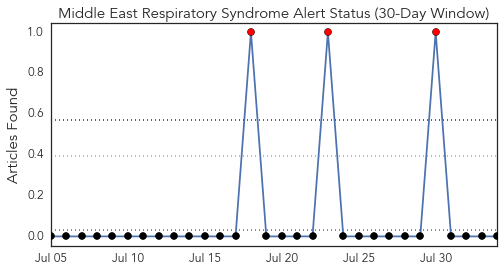 Middle East Respiratory Syndrome Alert Status (30-Day Window)
Articles Found
1.0
0.8
0.6
0.4
0.2
0.0
Jul 05 Jul 10 Jul 15 Jul 20 Jul 25 Jul 30